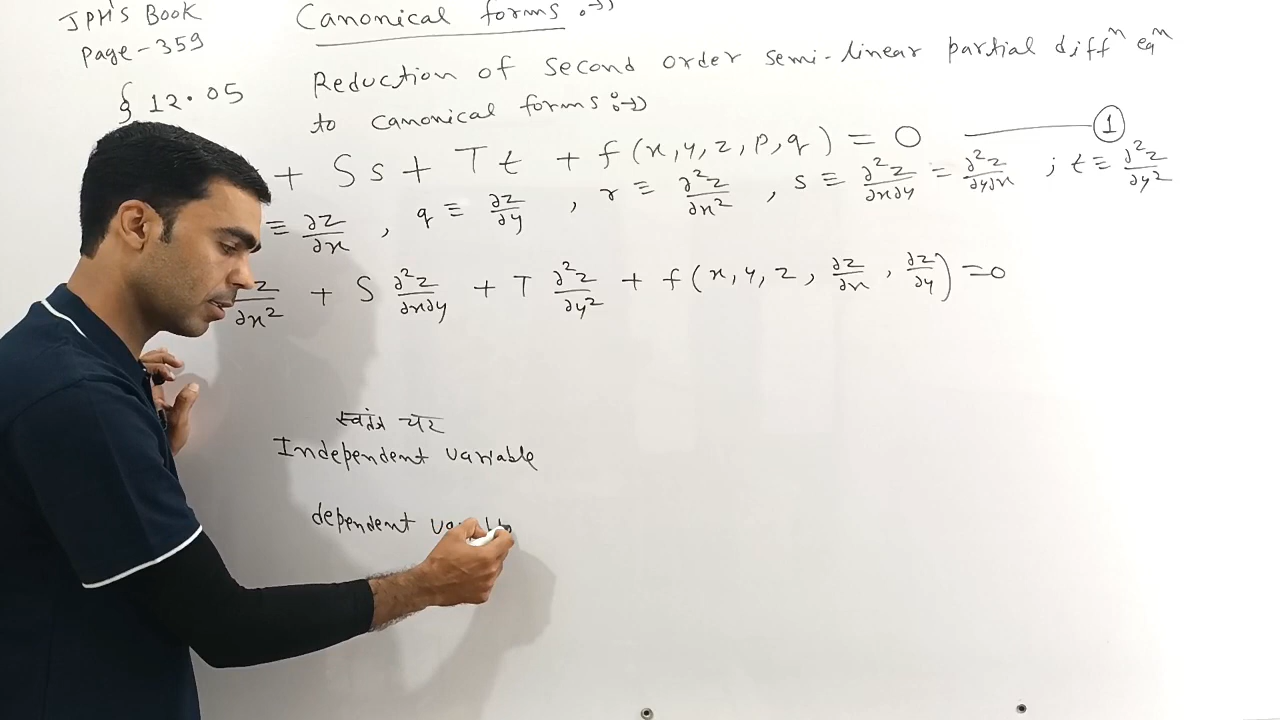 JPH's Book
Page-359
§ 12.05
Canonical forms :→
Reduction of second order semi-linear partial diffⁿ eqⁿ
to canonical forms :→
+ Ss + Tt + f(x,y,z,p,q) = 0 ——— ①
≡ ∂z/∂x , q ≡ ∂z/∂y , r ≡ ∂²z/∂x² , s ≡ ∂²z/∂x∂y = ∂²z/∂y∂x ; t ≡ ∂²z/∂y²
z/∂x² + S ∂²z/∂x∂y + T ∂²z/∂y² + f(x,y,z, ∂z/∂x , ∂z/∂y) = 0
स्वतंत्र चर
Independent variable
dependent